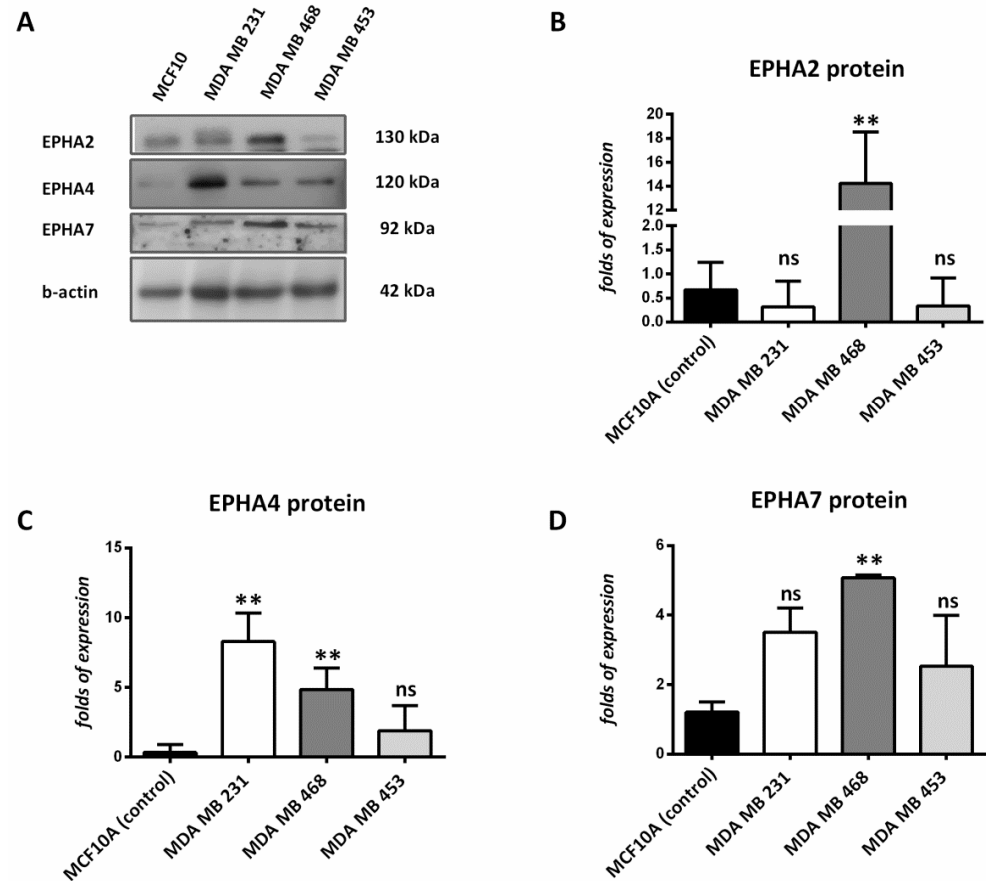 A
MCF10
MDA MB 231
MDA MB 468
MDA MB 453
EPHA2 130 kDa
EPHA4 120 kDa
EPHA7 92 kDa
b-actin 42 kDa
B
EPHA2 protein
folds of expression
20
18
16
14
12
10
2.0
1.5
1.0
0.5
0.0
ns
**
ns
MCF10A (control)
MDA MB 231
MDA MB 468
MDA MB 453
C
EPHA4 protein
folds of expression
15
10
5
0
**
**
ns
MCF10A (control)
MDA MB 231
MDA MB 468
MDA MB 453
D
EPHA7 protein
folds of expression
6
4
2
0
ns
**
ns
MCF10A (control)
MDA MB 231
MDA MB 468
MDA MB 453